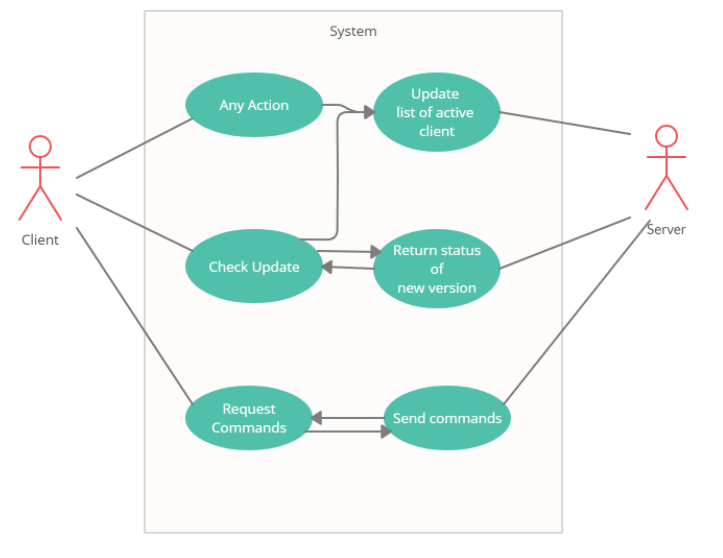 System
Any Action
Update
list of active
client
Client
Server
Check Update
Return status
of
new version
Request
Commands
Send commands